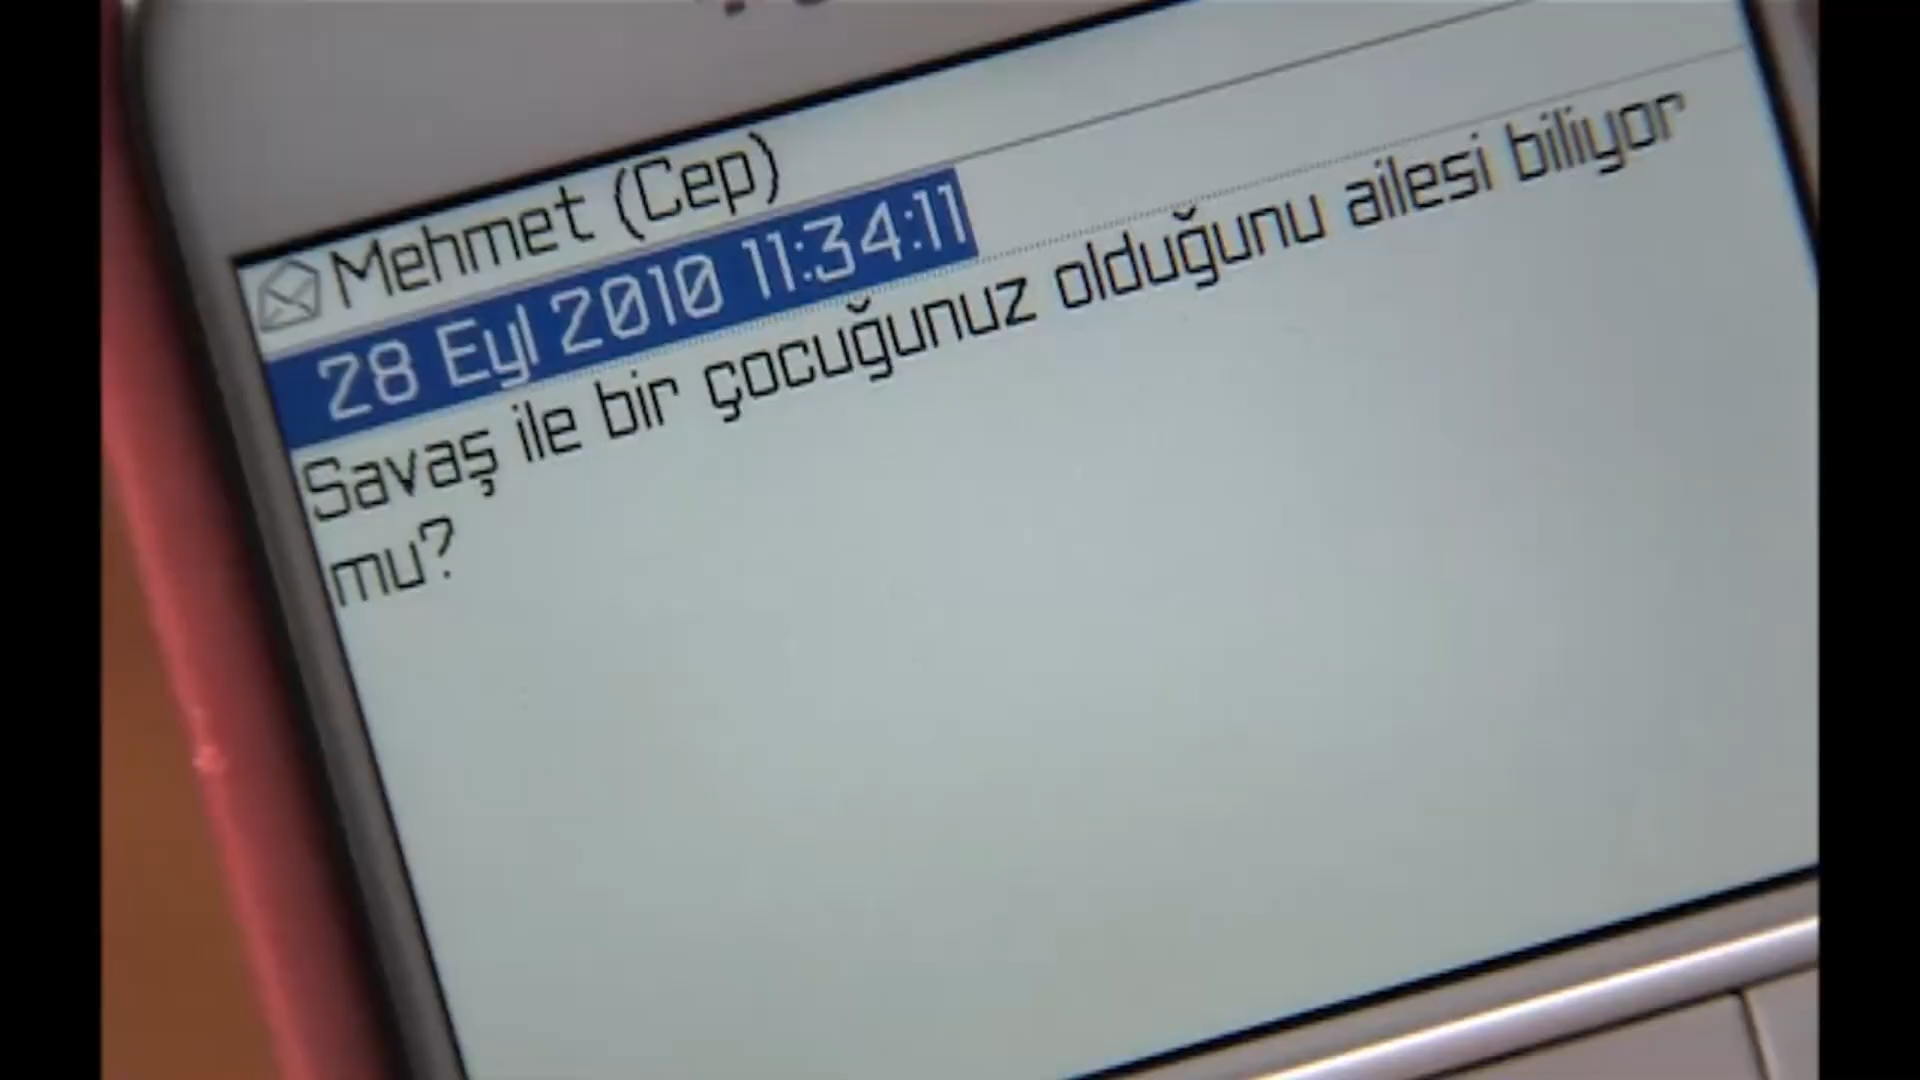 Mehmet (Cep)
28 Eyl 2010 11:34:11
Savaş ile bir çocuğunuz olduğunu ailesi biliyor
mu?